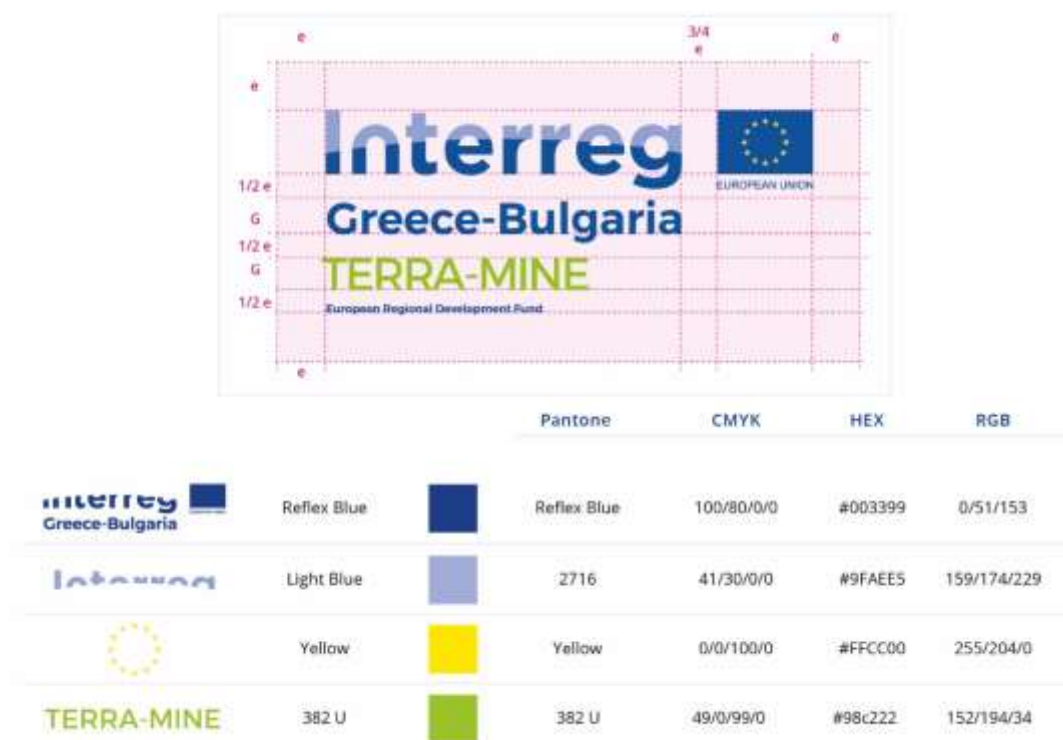 e 3/4 e e
e
Interreg
EUROPEAN UNION
1/2 e
G Greece-Bulgaria
1/2 e
G TERRA-MINE
1/2 e European Regional Development Fund
e
Pantone CMYK HEX RGB
Interreg Greece-Bulgaria Reflex Blue Reflex Blue 100/80/0/0 #003399 0/51/153
Interreg Light Blue 2716 41/30/0/0 #9FAEE5 159/174/229
Yellow Yellow 0/0/100/0 #FFCC00 255/204/0
TERRA-MINE 382 U 382 U 49/0/99/0 #98c222 152/194/34